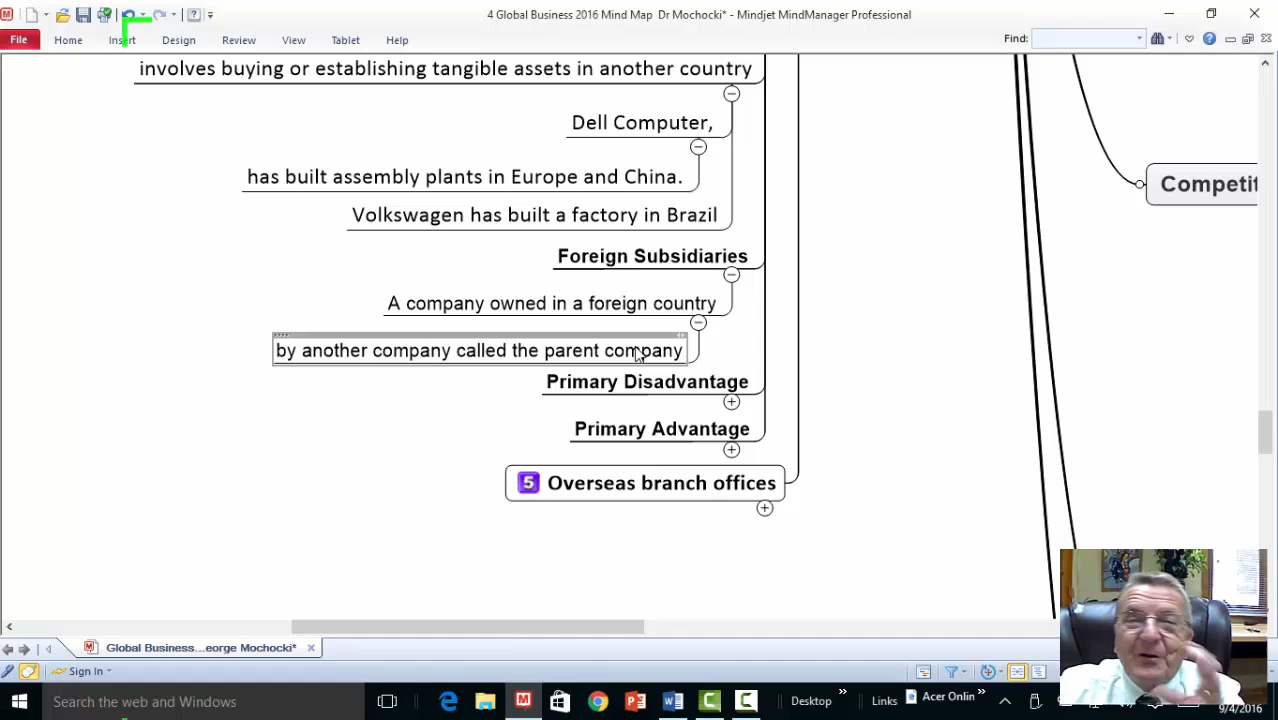 4 Global Business 2016 Mind Map Dr Mochocki* - Mindjet MindManager Professional
File Home Insert Design Review View Tablet Help Find:
involves buying or establishing tangible assets in another country
Dell Computer,
has built assembly plants in Europe and China.
Competit
Volkswagen has built a factory in Brazil
Foreign Subsidiaries
A company owned in a foreign country
by another company called the parent company
Primary Disadvantage
Primary Advantage
5 Overseas branch offices
Global Business...eorge Mochocki*
Sign In
Search the web and Windows
Desktop
Links
Acer Onlin
9/4/2016